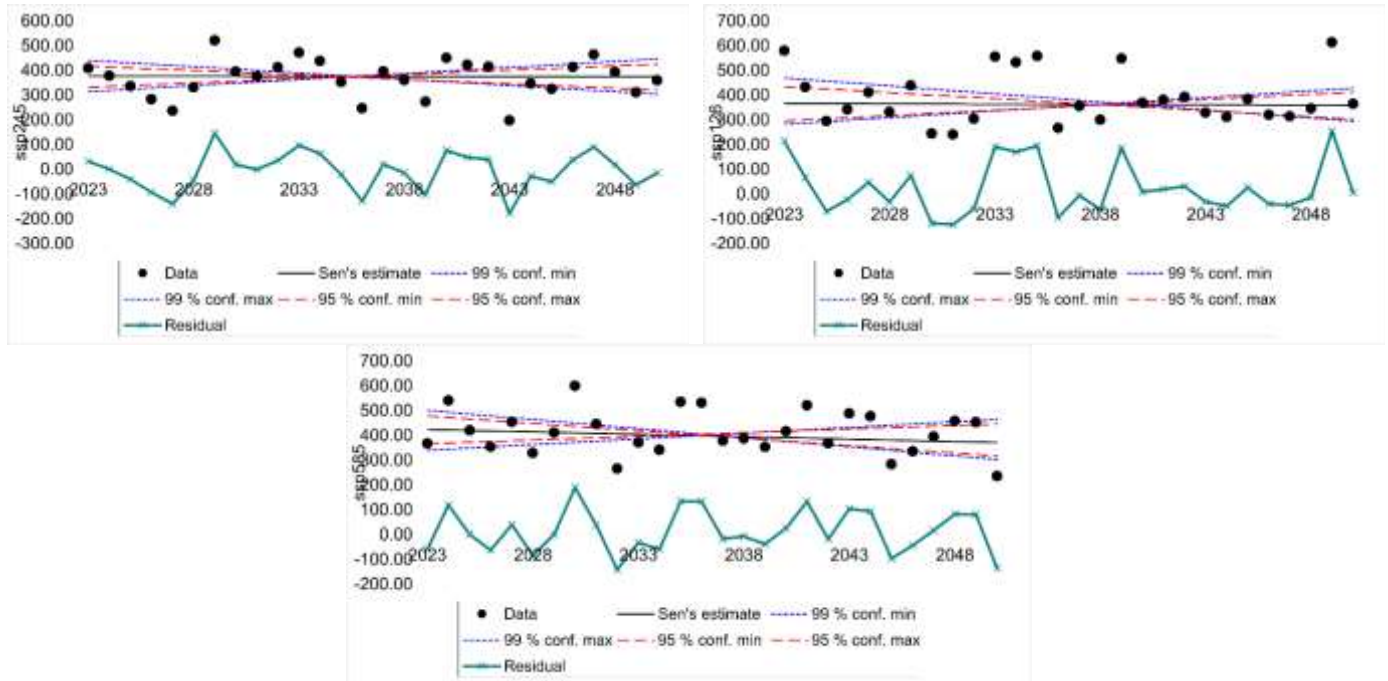 600.00
500.00
400.00
300.00
200.00
100.00
0.00
-100.00
-200.00
-300.00
ssp245
2023 2028 2033 2038 2043 2048
Data Sen's estimate 99 % conf. min
99 % conf. max 95 % conf. min 95 % conf. max
Residual
700.00
600.00
500.00
400.00
300.00
200.00
100.00
0.00
-100.00
-200.00
ssp126
2023 2028 2033 2038 2043 2048
Data Sen's estimate 99 % conf. min
99 % conf. max 95 % conf. min 95 % conf. max
Residual
700.00
600.00
500.00
400.00
300.00
200.00
100.00
0.00
-100.00
-200.00
ssp585
2023 2028 2033 2038 2043 2048
Data Sen's estimate 99 % conf. min
99 % conf. max 95 % conf. min 95 % conf. max
Residual